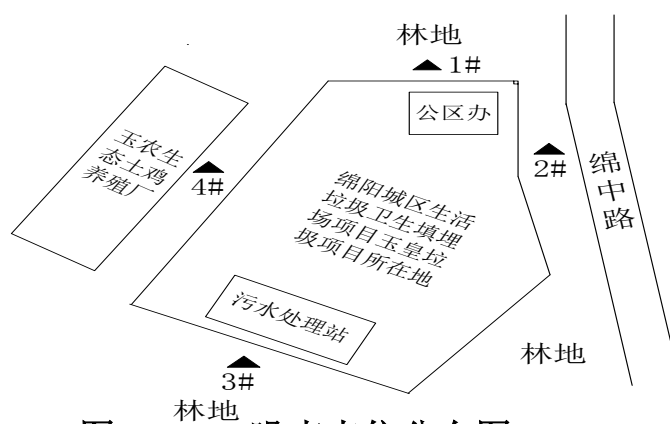 林地
1#
公区办
玉农生
态土鸡
养殖厂
4#
2#
绵中路
绵阳城区生活
垃圾卫生填埋
场项目玉皇垃
圾项目所在地
污水处理站
3#
林地
林地